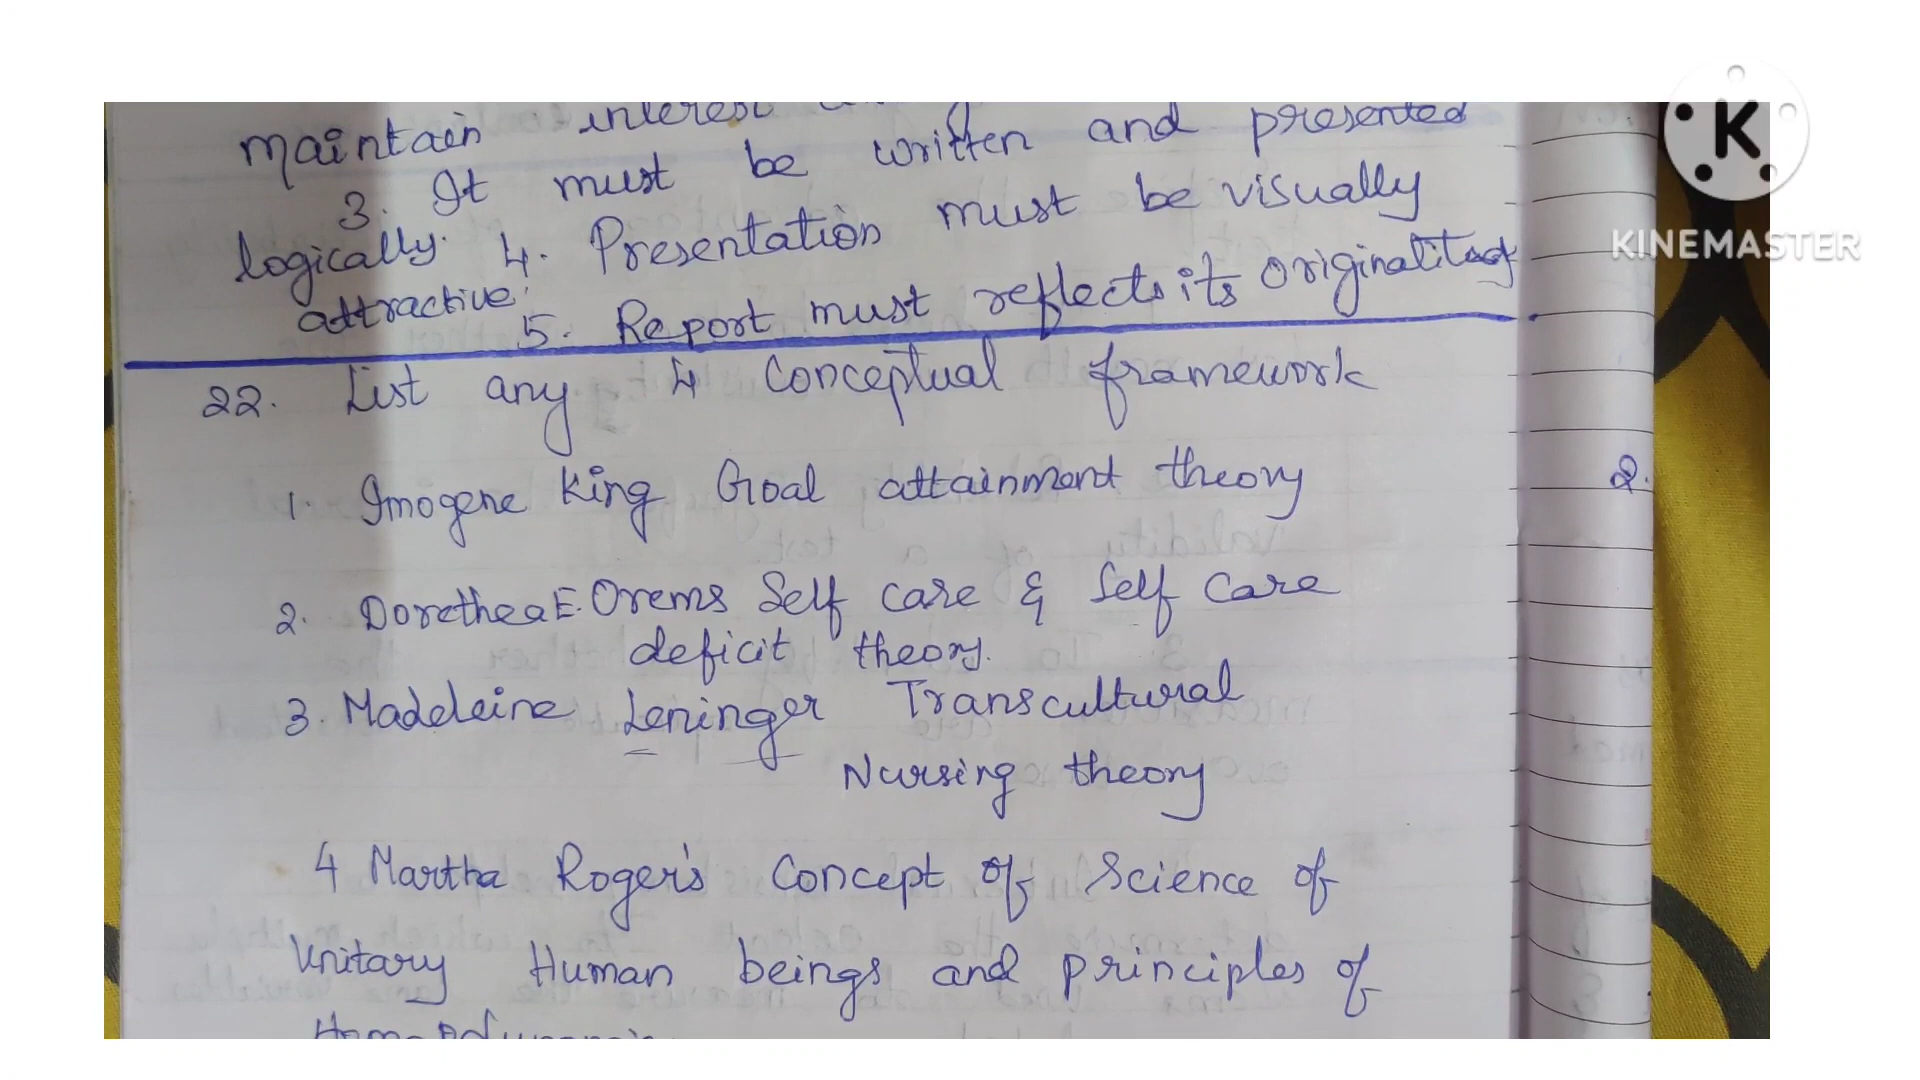 maintain interest
3. It must be written and presented
logically. 4. Presentation must be visually
attractive.
5. Report must reflects its originality
22. List any 4 conceptual framework
1. Imogene King Goal attainment theory
2. Dorethea E. Orems Self care & Self care
deficit theory.
3. Madeleine Leninger Transcultural
Nursing theory
4 Martha Roger's Concept of Science of
Unitary Human beings and principles of
2.
K
KINEMASTER